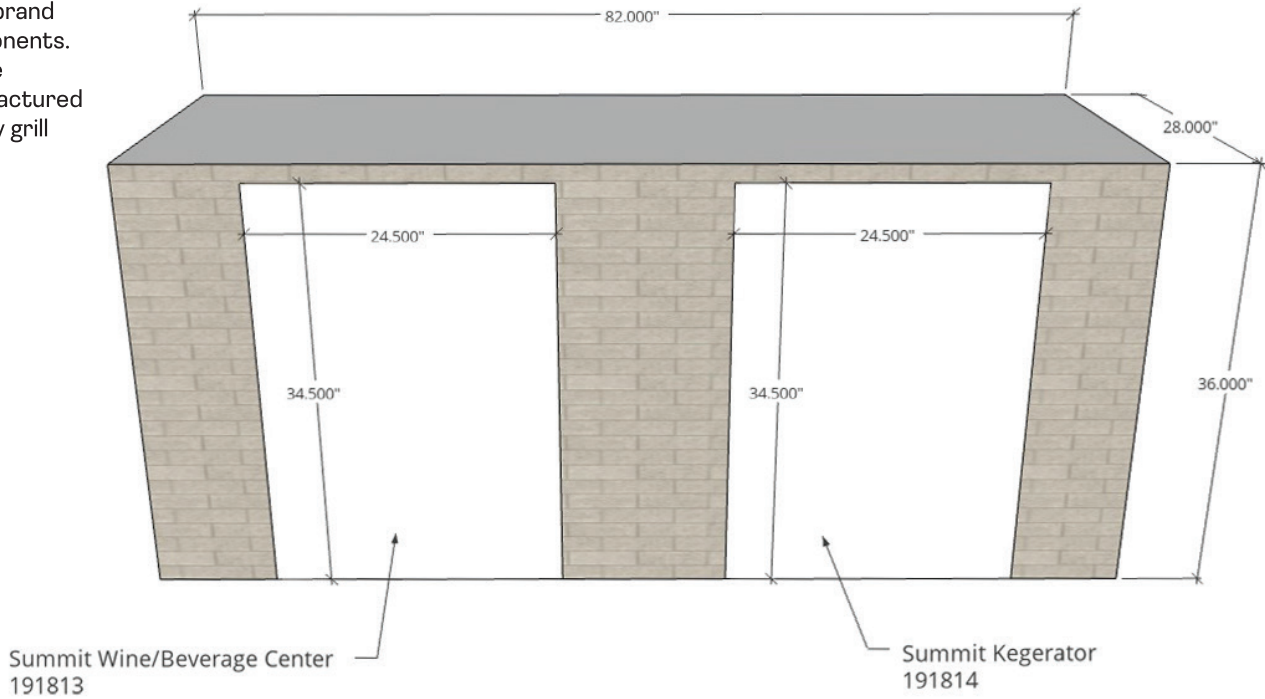 brand
onents.
e
actured
y grill
82.000"
28.000"
24.500"
24.500"
34.500"
34.500"
36.000"
Summit Wine/Beverage Center
191813
Summit Kegerator
191814